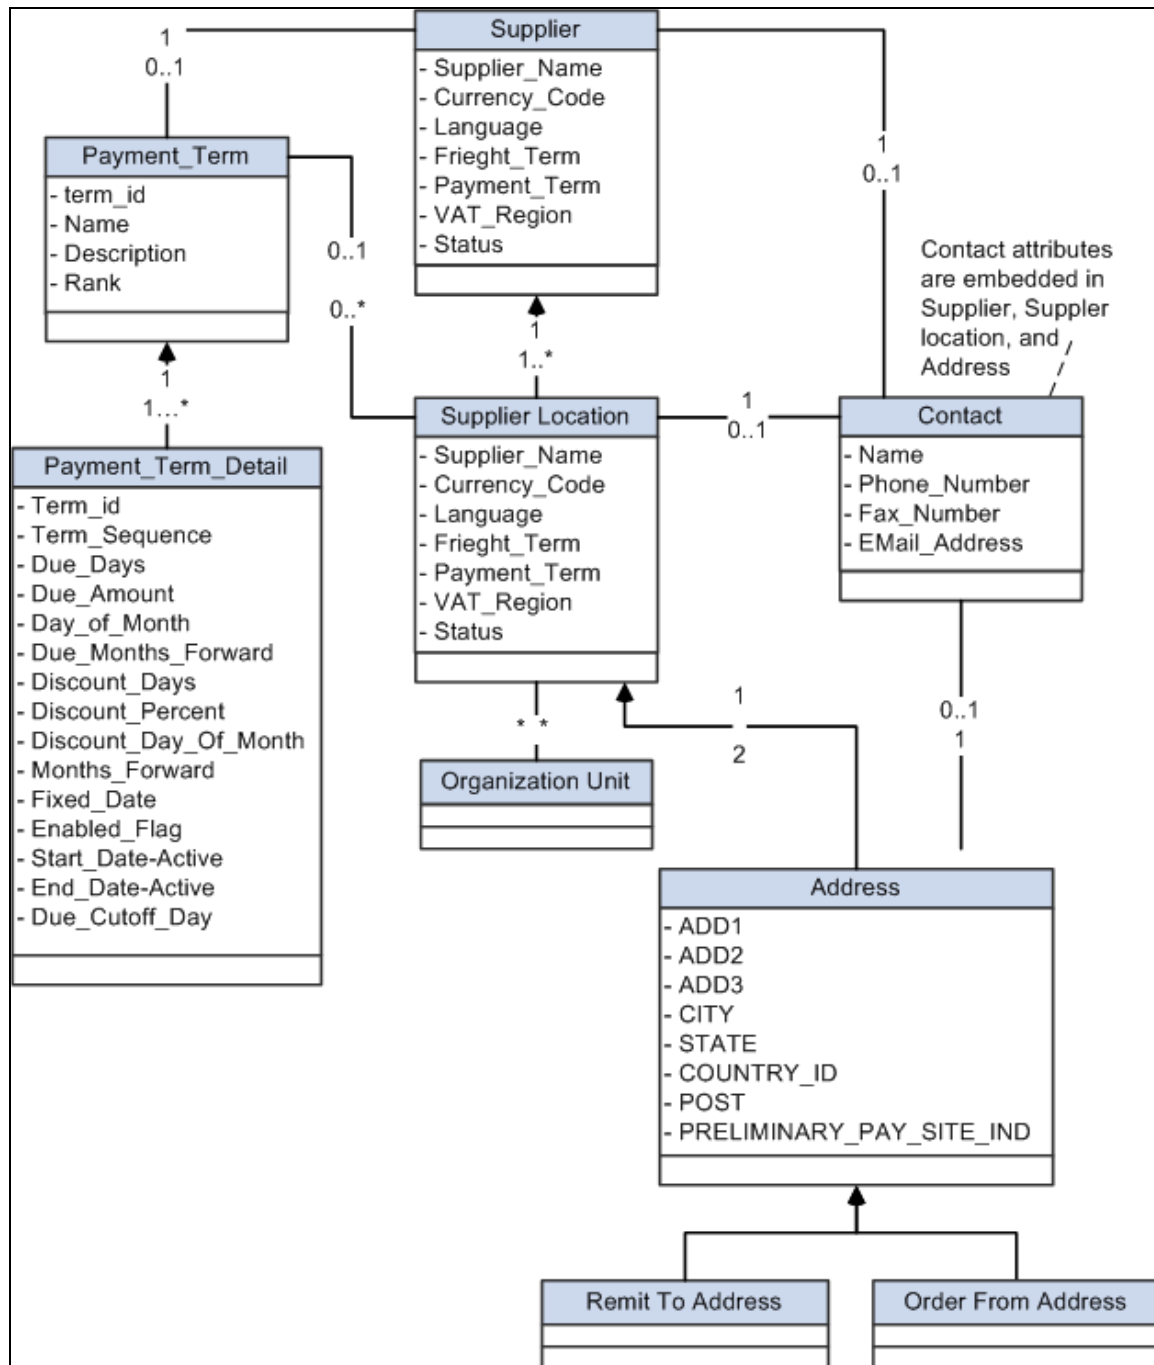 Supplier
- Supplier_Name
- Currency_Code
- Language
- Frieght_Term
- Payment_Term
- VAT_Region
- Status
1
0..1
Payment_Term
- term_id
- Name
- Description
- Rank
0..1
0..*
1
0..1
Contact attributes
are embedded in
Supplier, Suppler
location, and
Address
1
1..*
1
1...*
Supplier Location
- Supplier_Name
- Currency_Code
- Language
- Frieght_Term
- Payment_Term
- VAT_Region
- Status
1
0..1
Contact
- Name
- Phone_Number
- Fax_Number
- EMail_Address
Payment_Term_Detail
- Term_id
- Term_Sequence
- Due_Days
- Due_Amount
- Day_of_Month
- Due_Months_Forward
- Discount_Days
- Discount_Percent
- Discount_Day_Of_Month
- Months_Forward
- Fixed_Date
- Enabled_Flag
- Start_Date-Active
- End_Date-Active
- Due_Cutoff_Day
* *
Organization Unit
1
2
0..1
1
Address
- ADD1
- ADD2
- ADD3
- CITY
- STATE
- COUNTRY_ID
- POST
- PRELIMINARY_PAY_SITE_IND
Remit To Address
Order From Address